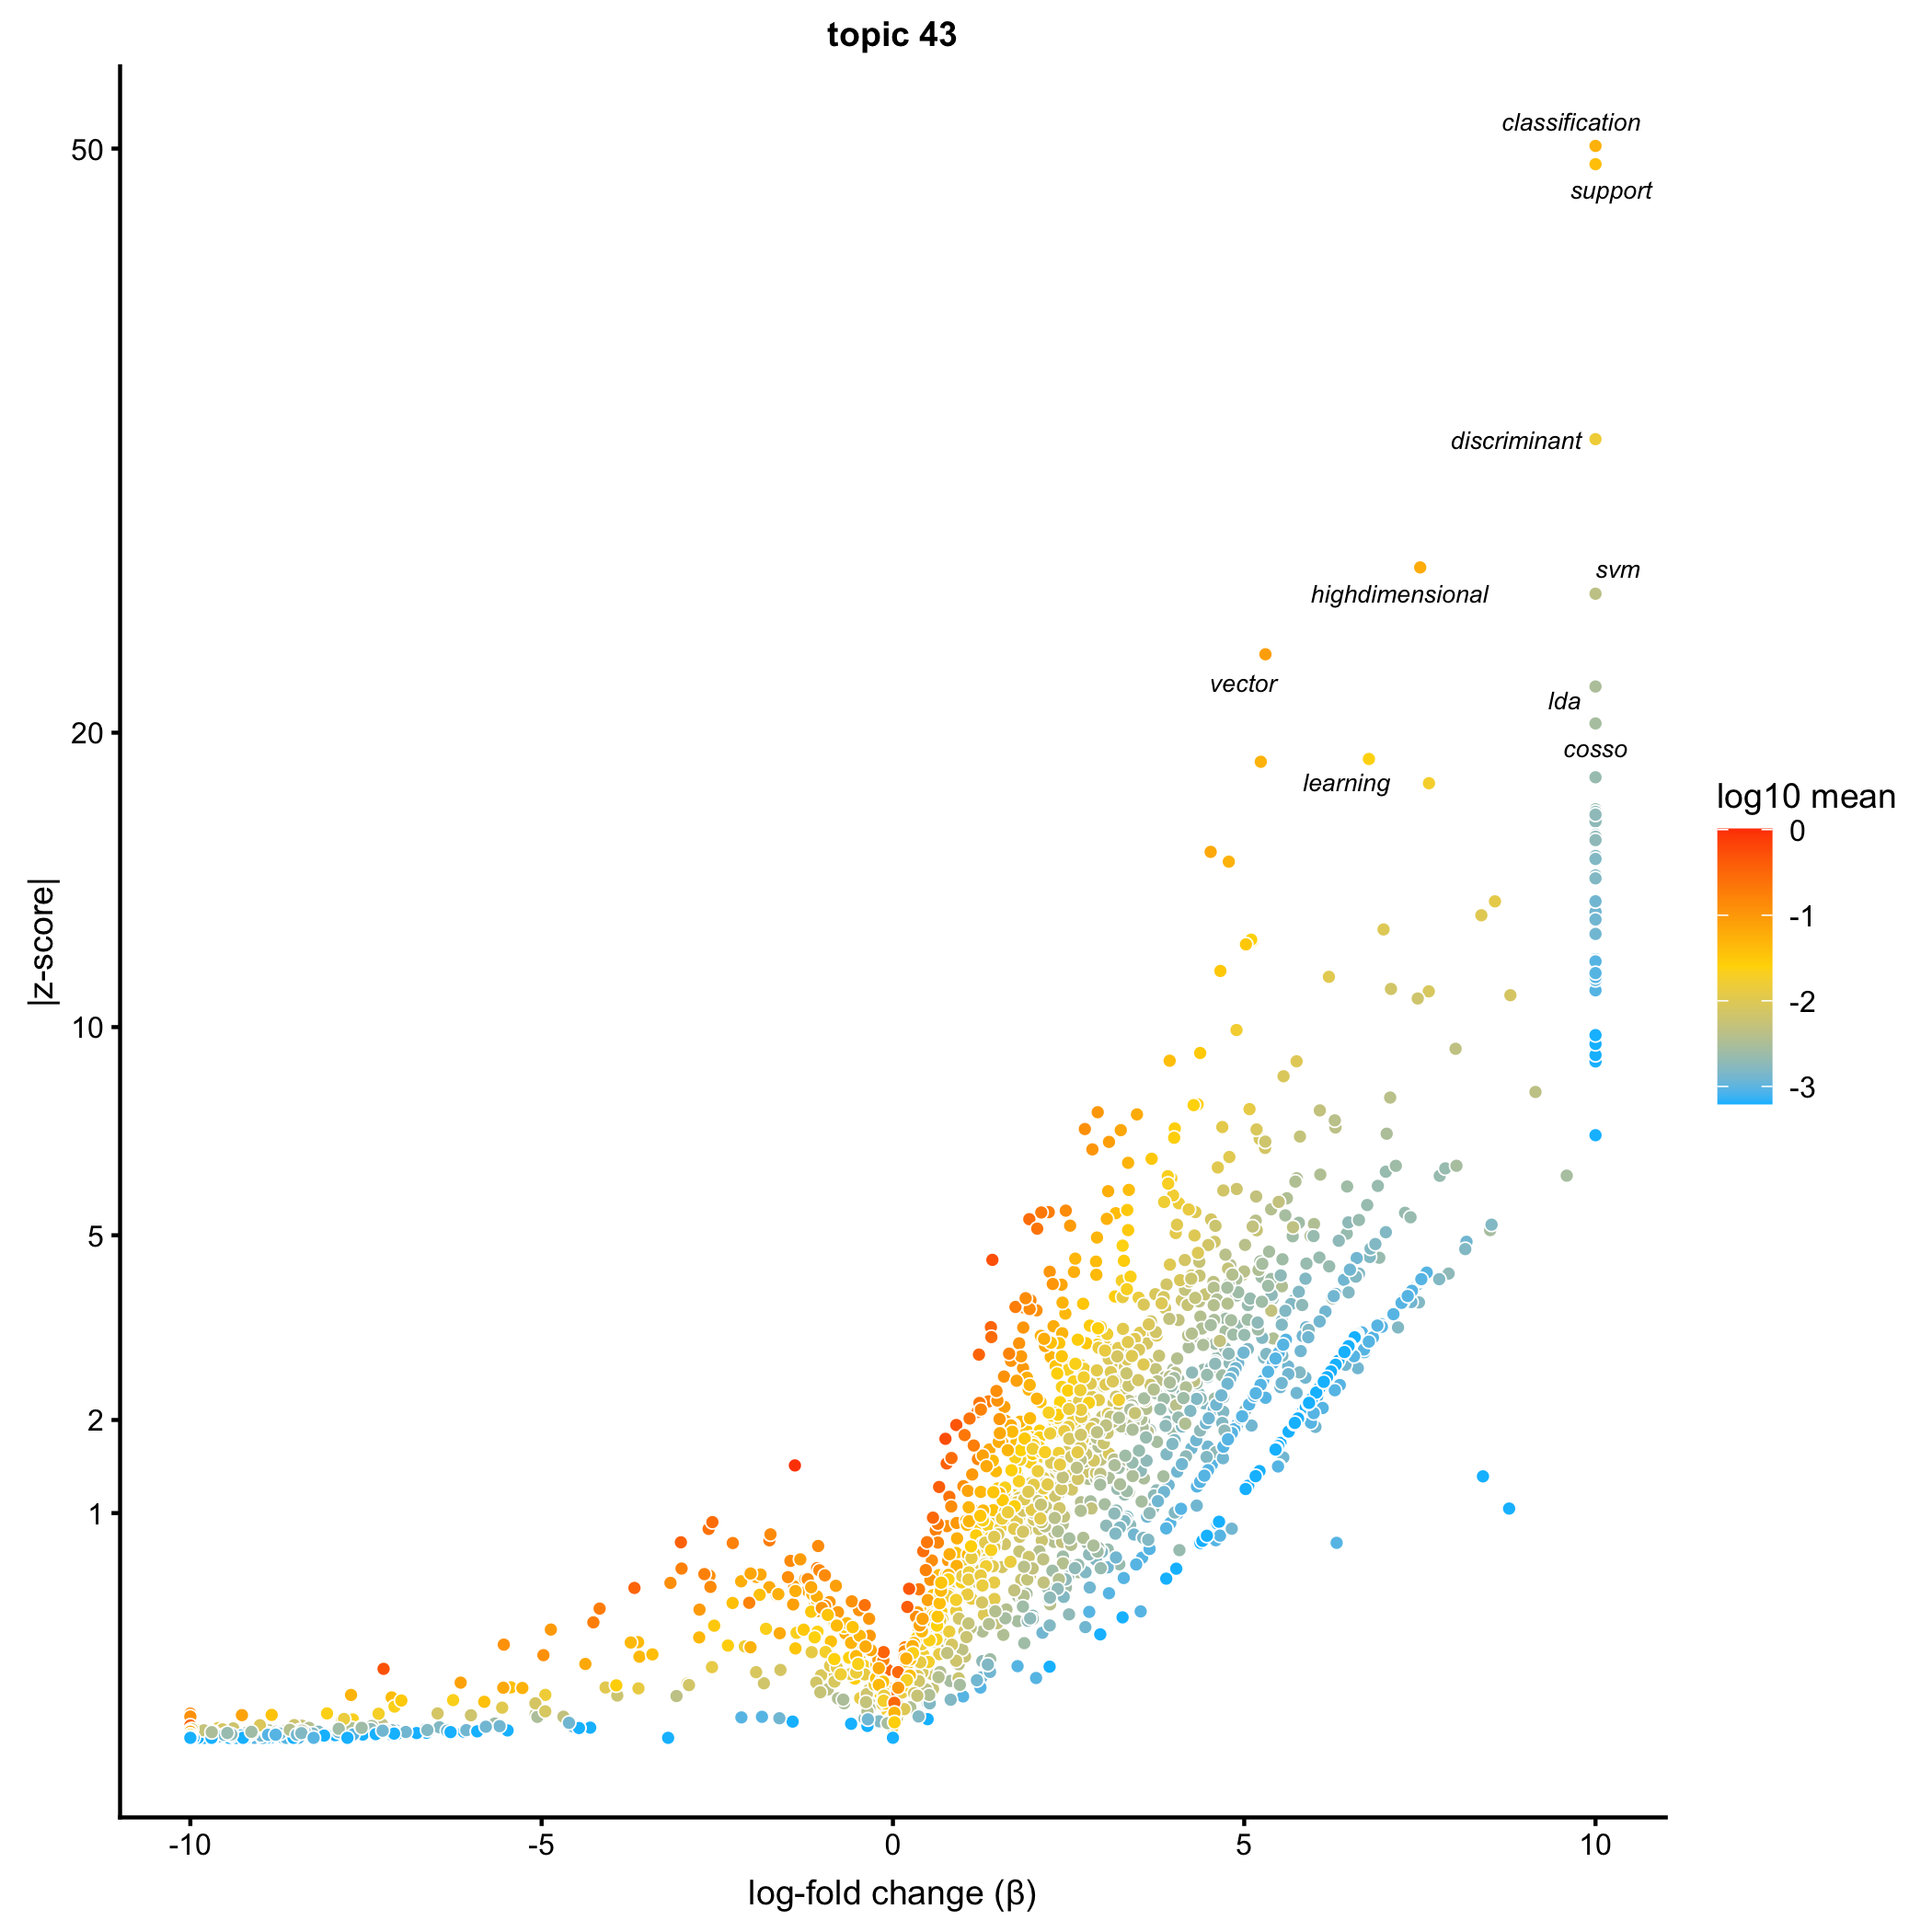 topic 43
classification
50
support
discriminant
svm
highdimensional
vector
lda
20
cosso
learning
log10 mean
0
-1
-2
-3
|z-score|
10
5
2
1
-10
-5
0
5
10
log-fold change (β)